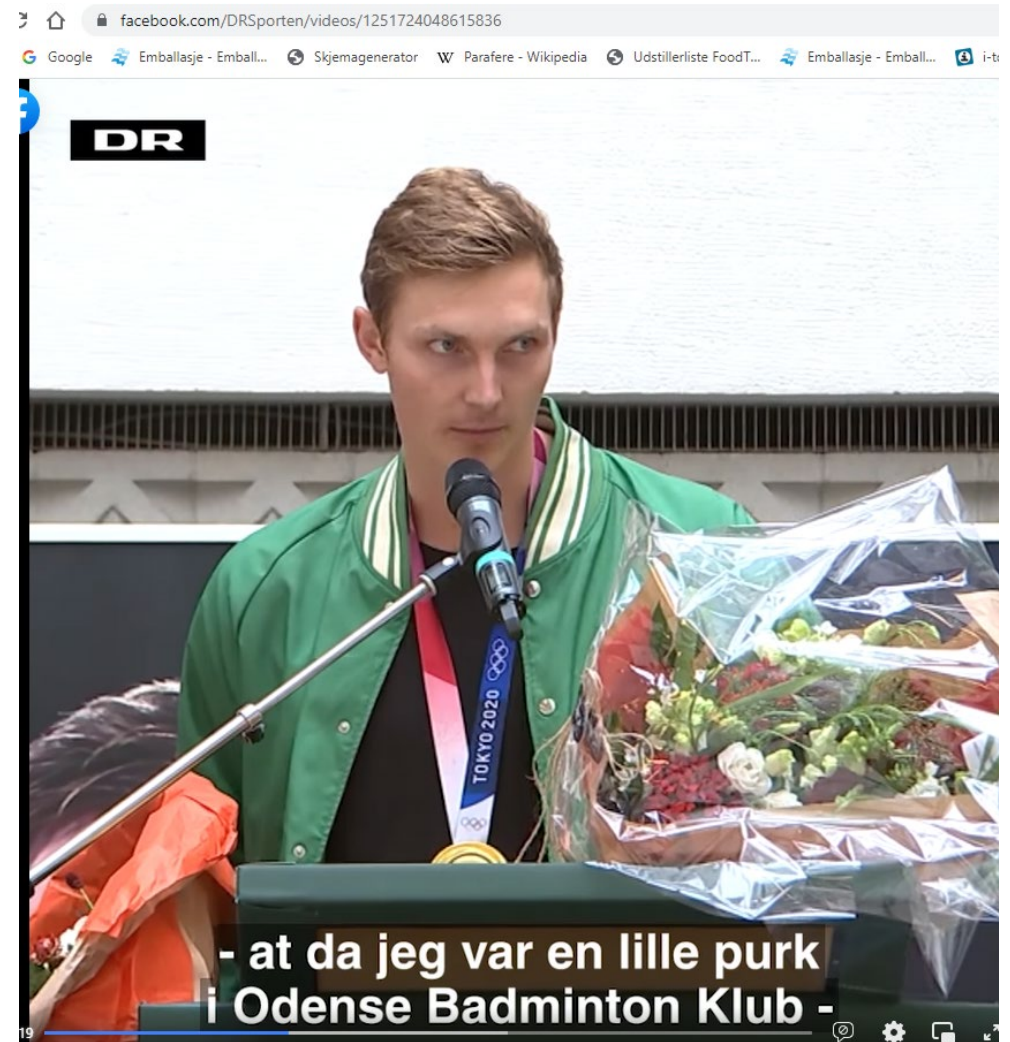 facebook.com/DRSporten/videos/1251724048615836
Google Emballasje - Emball... Skjemagenerator W Parafere - Wikipedia Udstillerliste FoodT... Emballasje - Emball...
DR
TOKYO 2020
- at da jeg var en lille purk
i Odense Badminton Klub -
19